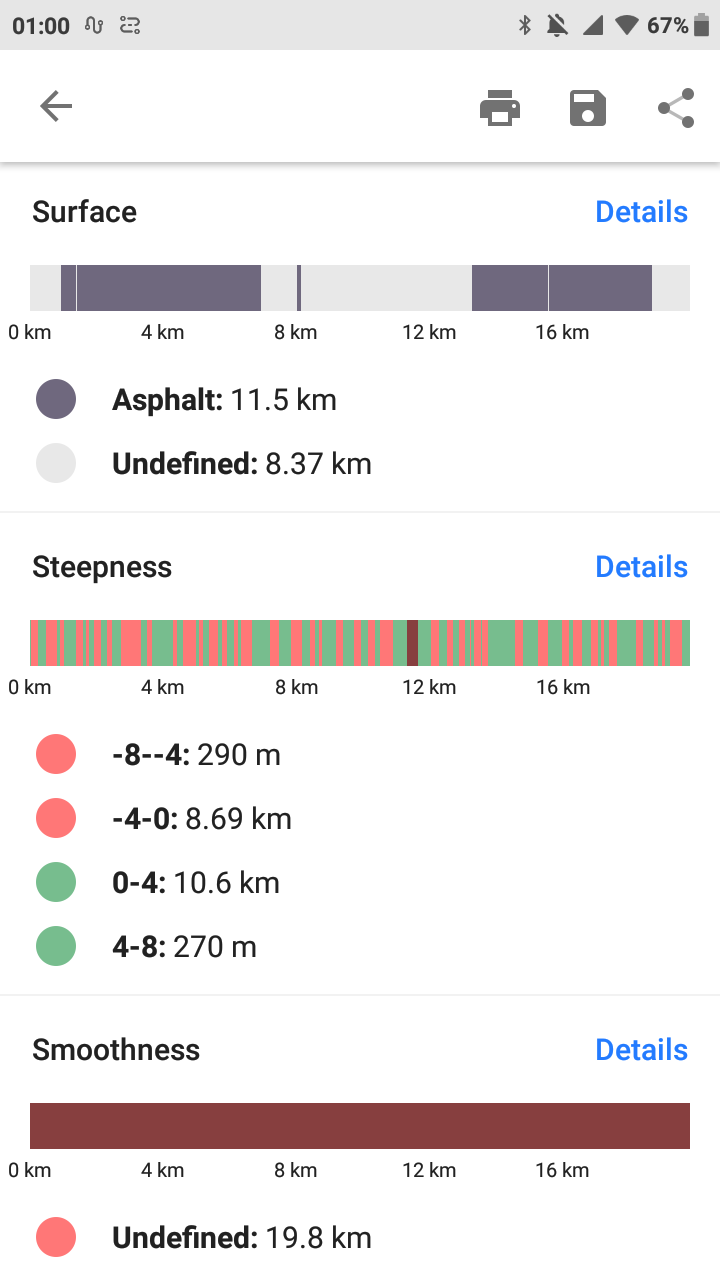 01:00 67%
Surface Details
0 km 4 km 8 km 12 km 16 km
Asphalt: 11.5 km
Undefined: 8.37 km
Steepness Details
0 km 4 km 8 km 12 km 16 km
-8--4: 290 m
-4-0: 8.69 km
0-4: 10.6 km
4-8: 270 m
Smoothness Details
0 km 4 km 8 km 12 km 16 km
Undefined: 19.8 km